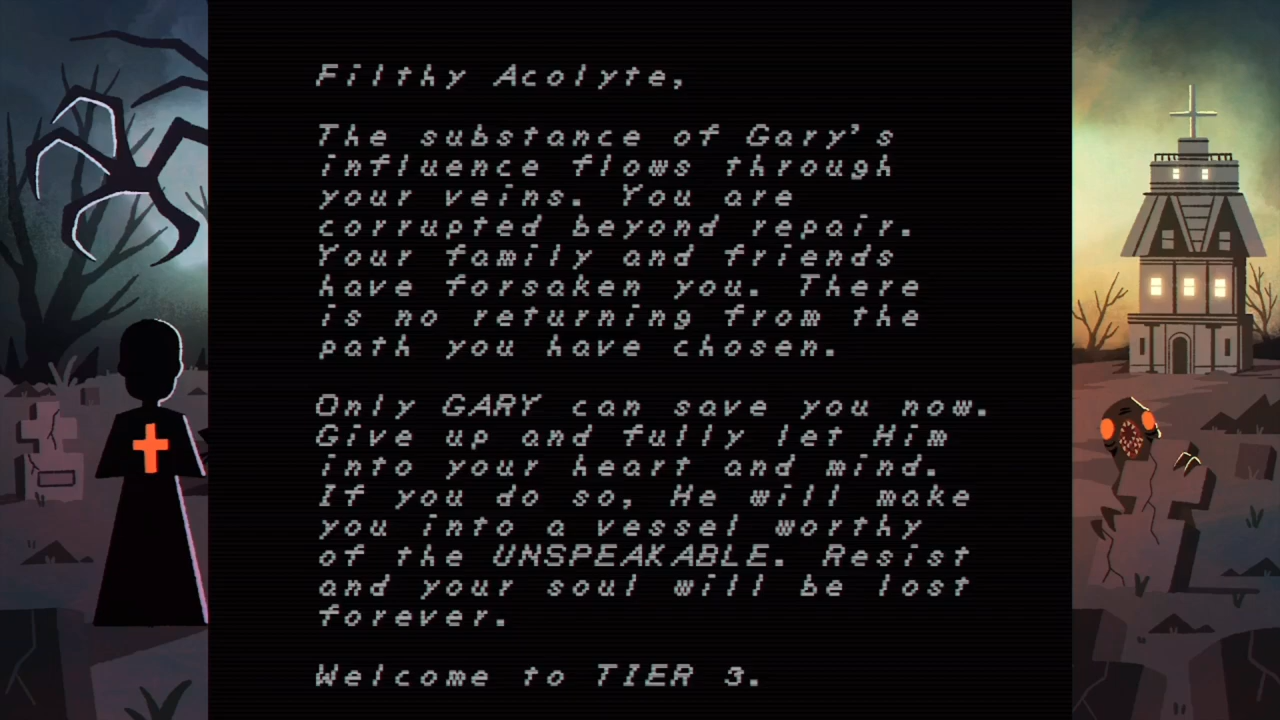 Filthy Acolyte,
The substance of Gary's
influence flows through
your veins. You are
corrupted beyond repair.
Your family and friends
have forsaken you. There
is no returning from the
path you have chosen.
Only GARY can save you now.
Give up and fully let Him
into your heart and mind.
If you do so, He will make
you into a vessel worthy
of the UNSPEAKABLE. Resist
and your soul will be lost
forever.
Welcome to TIER 3.